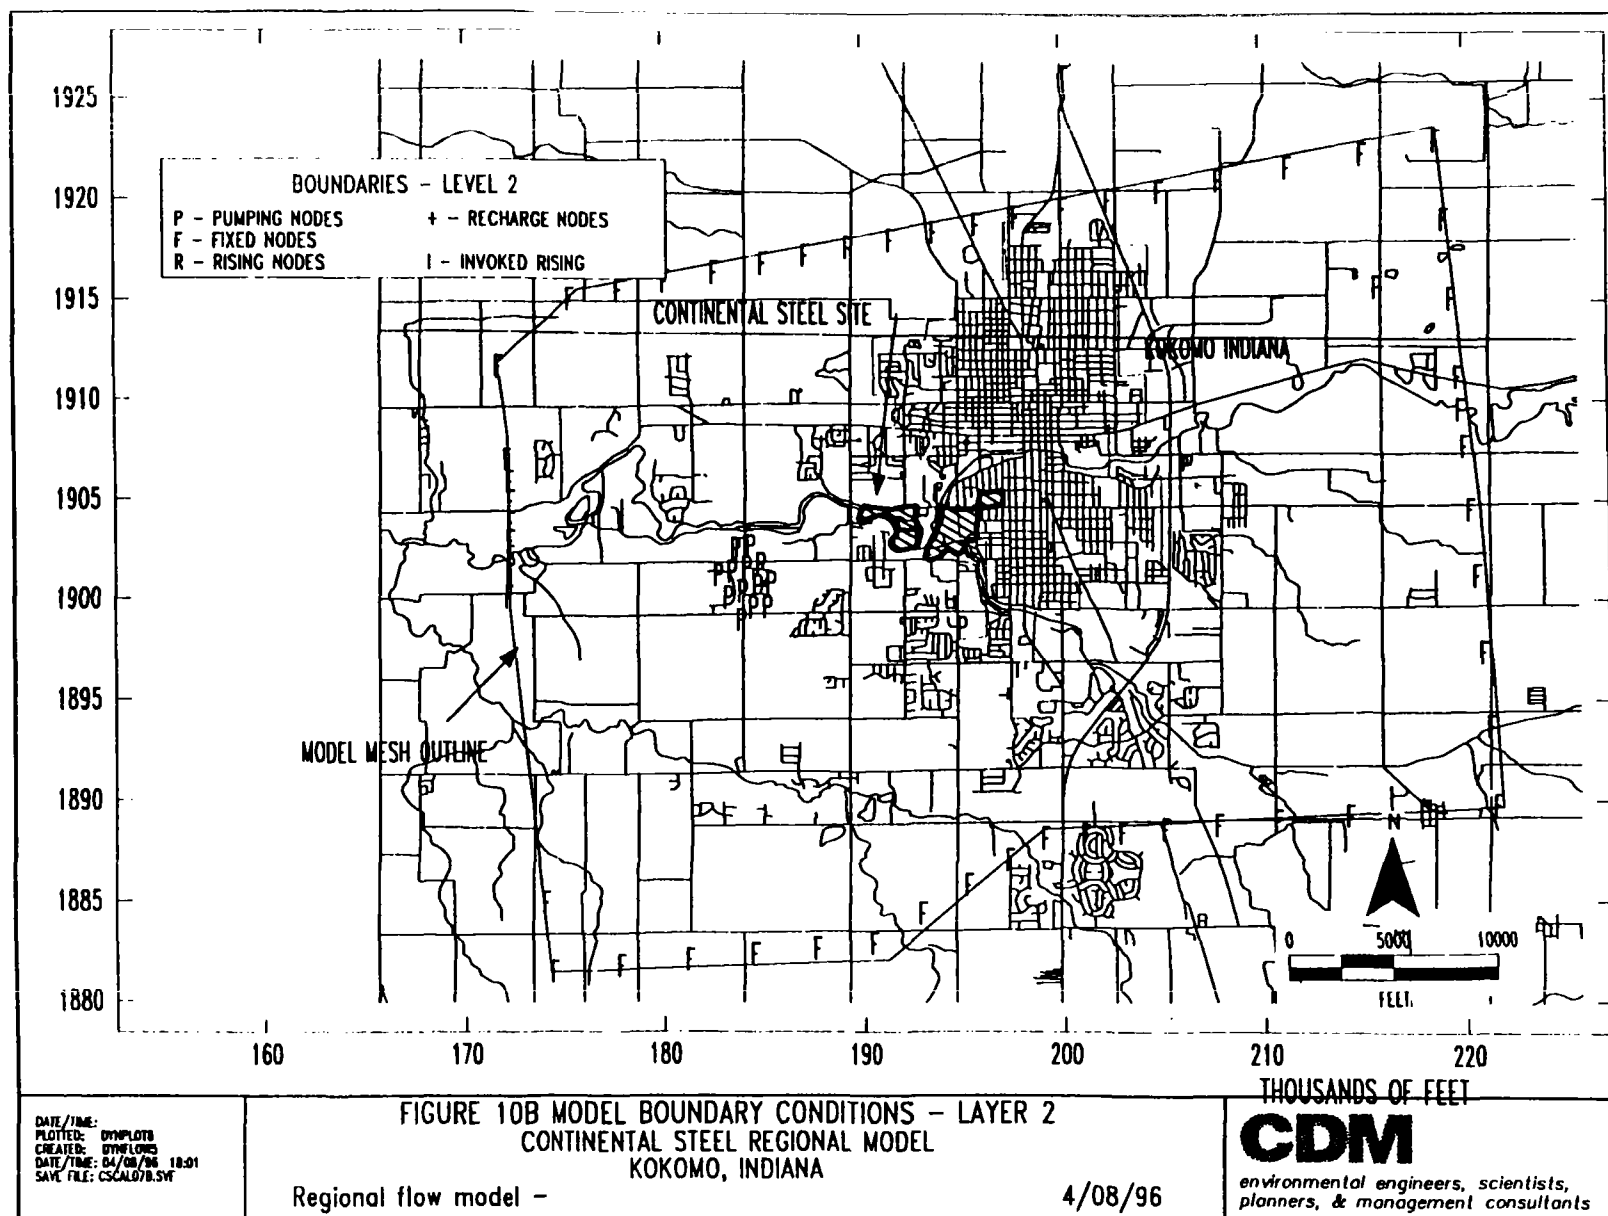 1925
1920
1915
1910
1905
1900
1895
1890
1885
1880
BOUNDARIES - LEVEL 2
P - PUMPING NODES + - RECHARGE NODES
F - FIXED NODES
R - RISING NODES I - INVOKED RISING
CONTINENTAL STEEL SITE
KOKOMO INDIANA
MODEL MESH OUTLINE
N
0 5000 10000
FEET
160 170 180 190 200 210 220
THOUSANDS OF FEET
DATE/TIME:
PLOTTED: DYNPLOT8
CREATED: DYNFLOW5
DATE/TIME: 04/08/96 18:01
SAVE FILE: CSCAL07B.SVF
FIGURE 10B MODEL BOUNDARY CONDITIONS - LAYER 2
CONTINENTAL STEEL REGIONAL MODEL
KOKOMO, INDIANA
Regional flow model - 4/08/96
CDM
environmental engineers, scientists,
planners, & management consultants